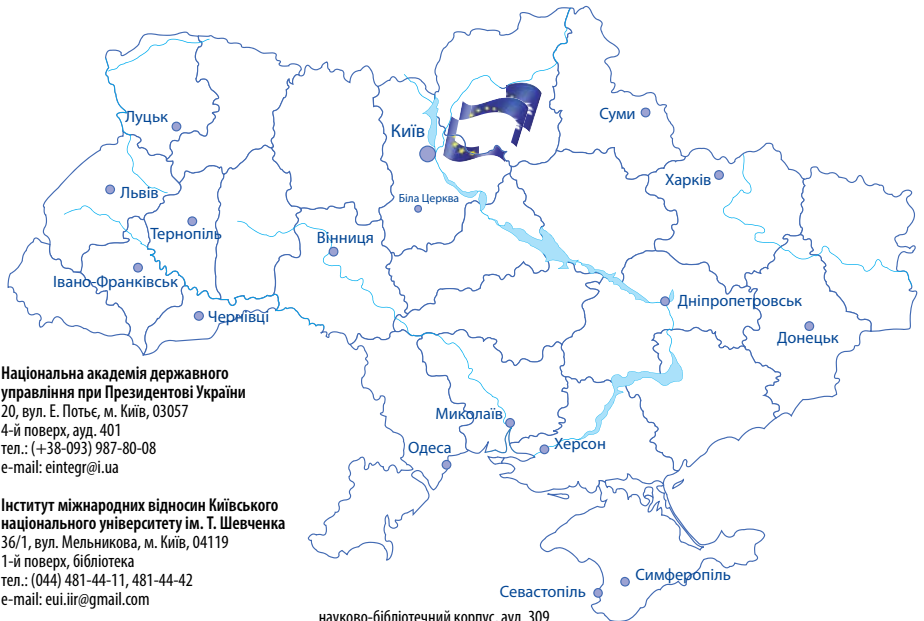 Луцьк
Київ
Суми
Львів
Харків
Біла Церква
Тернопіль
Вінниця
Івано-Франківськ
Чернівці
Дніпропетровськ
Донецьк
Національна академія державного
управління при Президентові України
20, вул. Е. Потьє, м. Київ, 03057
4-й поверх, ауд. 401
тел.: (+38-093) 987-80-08
e-mail: eintegr@i.ua
Миколаїв
Одеса
Херсон
Інститут міжнародних відносин Київського
національного університету ім. Т. Шевченка
36/1, вул. Мельникова, м. Київ, 04119
1-й поверх, бібліотека
тел.: (044) 481-44-11, 481-44-42
e-mail: eui.iir@gmail.com
Севастопіль
Симферопіль
науково-бібліотечний корпус, ауд. 309